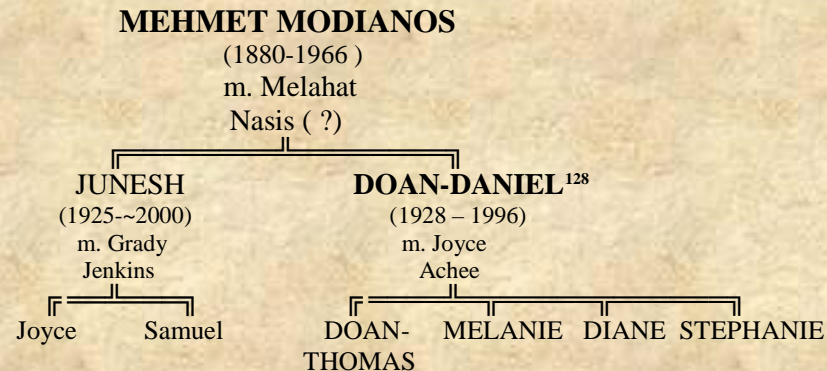 MEHMET MODIANOS
(1880-1966 )
m. Melahat
Nasis ( ?)
JUNESH
(1925-~2000)
m. Grady
Jenkins
DOAN-DANIEL¹²⁸
(1928 – 1996)
m. Joyce
Achee
Joyce Samuel
DOAN- MELANIE DIANE STEPHANIE
THOMAS